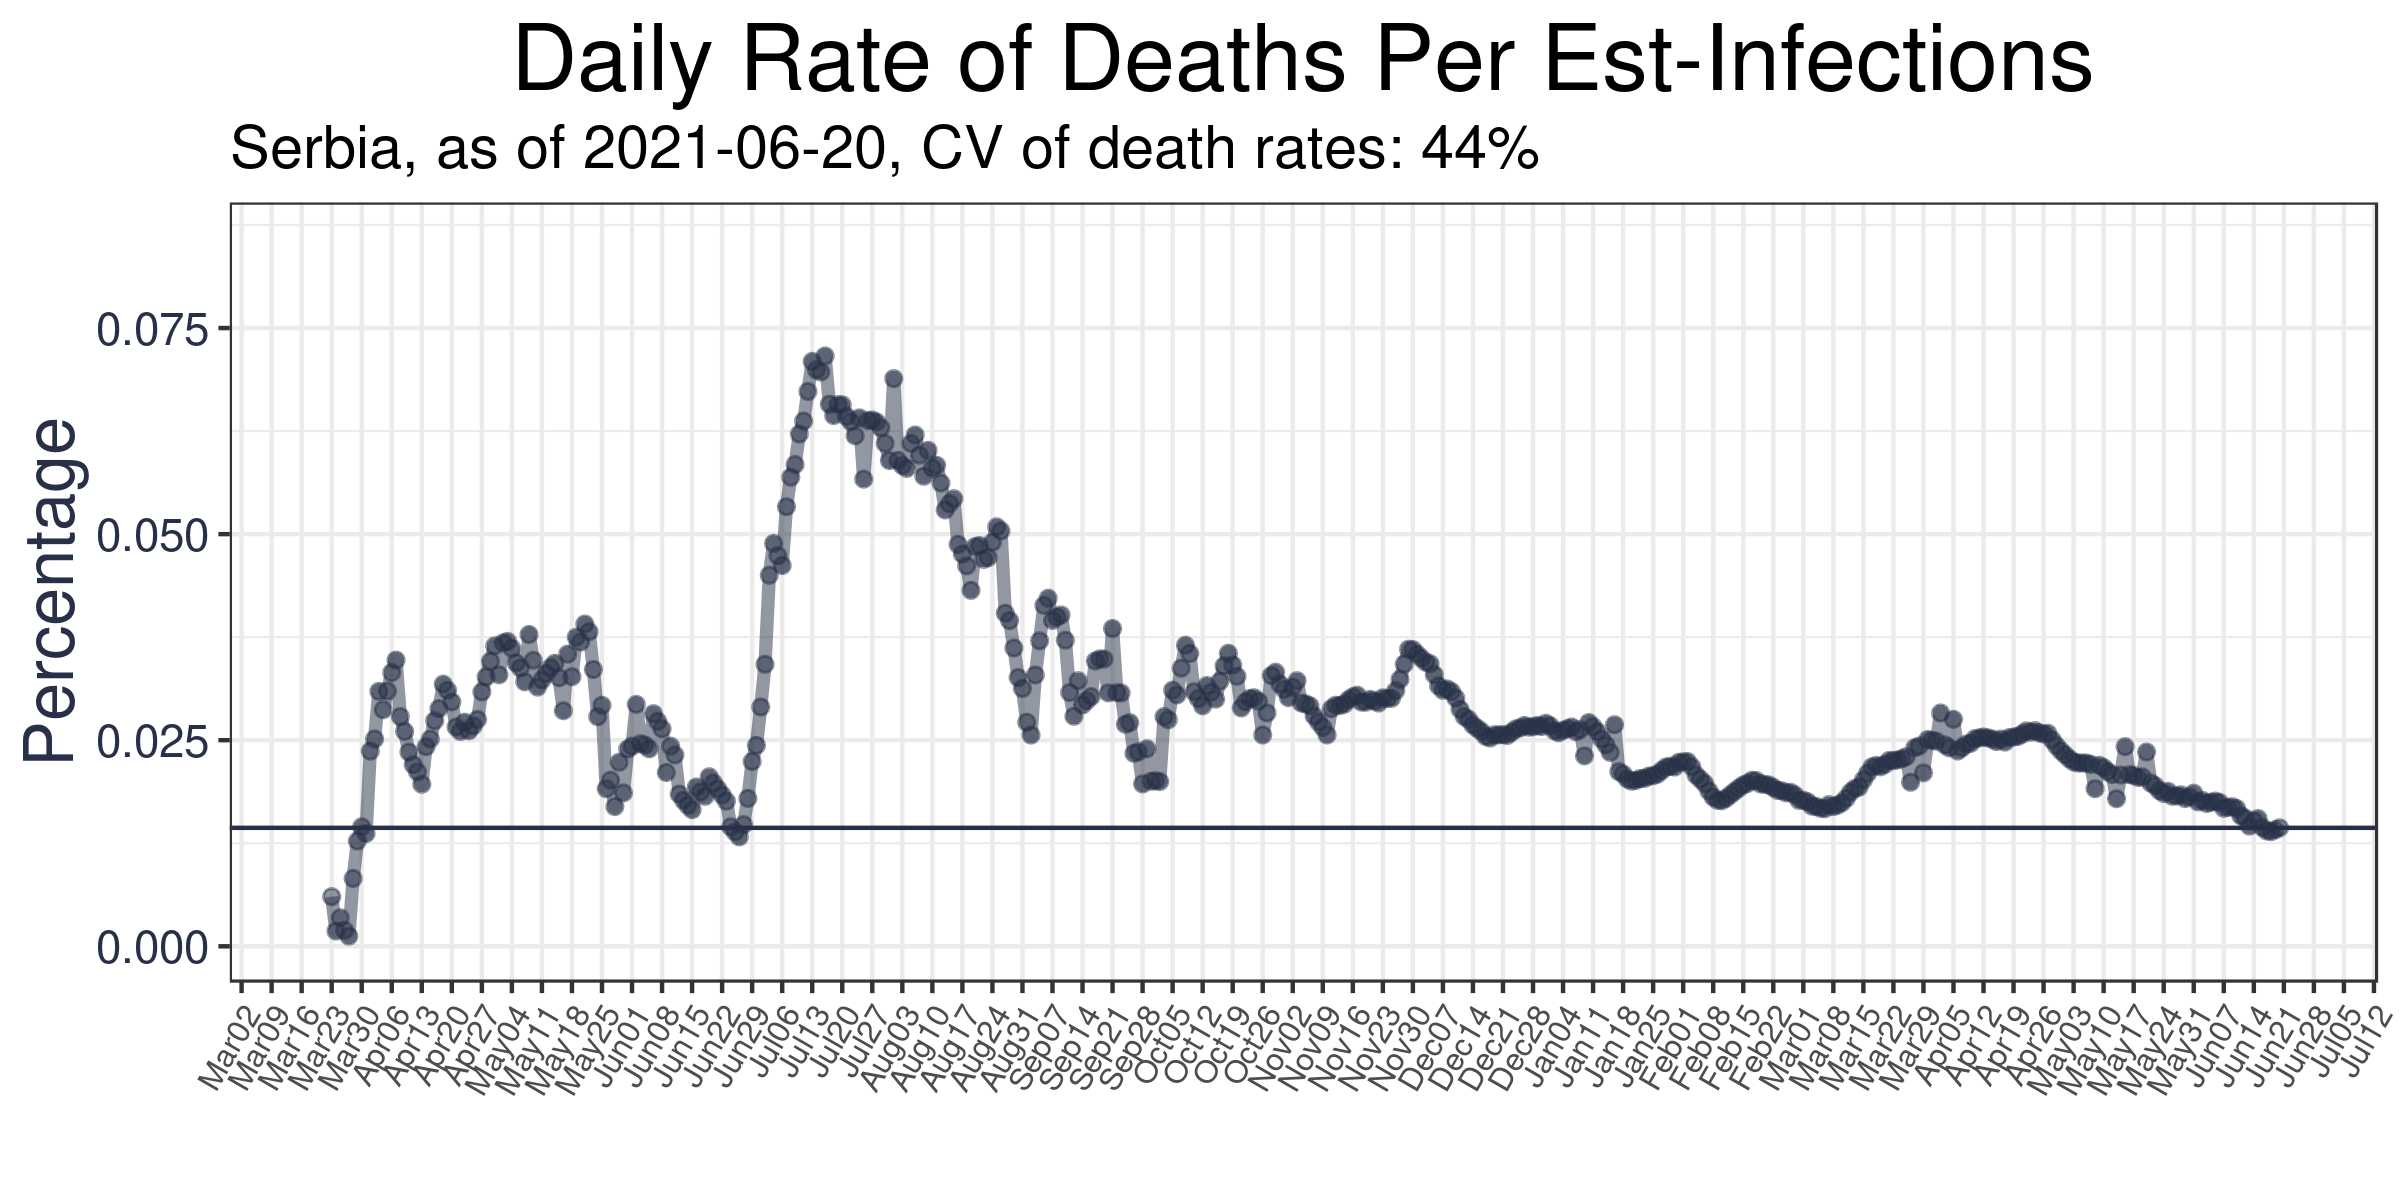 Daily Rate of Deaths Per Est-Infections
Serbia, as of 2021-06-20, CV of death rates: 44%
Percentage
0.075
0.050
0.025
0.000
Mar02
Mar09
Mar16
Mar23
Mar30
Apr06
Apr13
Apr20
Apr27
May04
May11
May18
May25
Jun01
Jun08
Jun15
Jun22
Jun29
Jul06
Jul13
Jul20
Jul27
Aug03
Aug10
Aug17
Aug24
Aug31
Sep07
Sep14
Sep21
Sep28
Oct05
Oct12
Oct19
Oct26
Nov02
Nov09
Nov16
Nov23
Nov30
Dec07
Dec14
Dec21
Dec28
Jan04
Jan11
Jan18
Jan25
Feb01
Feb08
Feb15
Feb22
Mar01
Mar08
Mar15
Mar22
Mar29
Apr05
Apr12
Apr19
Apr26
May03
May10
May17
May24
May31
Jun07
Jun14
Jun21
Jun28
Jul05
Jul12